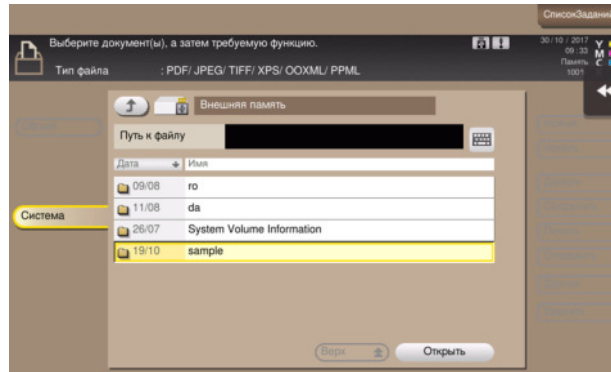 СписокЗадани
Выберите документ(ы), а затем требуемую функцию.
Тип файла : PDF/ JPEG/ TIFF/ XPS/ OOXML/ PPML
30/10/2017
09:33
Память
100
Y
M
C
Внешняя память
Путь к файлу
Дата Имя
09/08 ro
11/08 da
26/07 System Volume Information
19/10 sample
Система
Верх Открыть